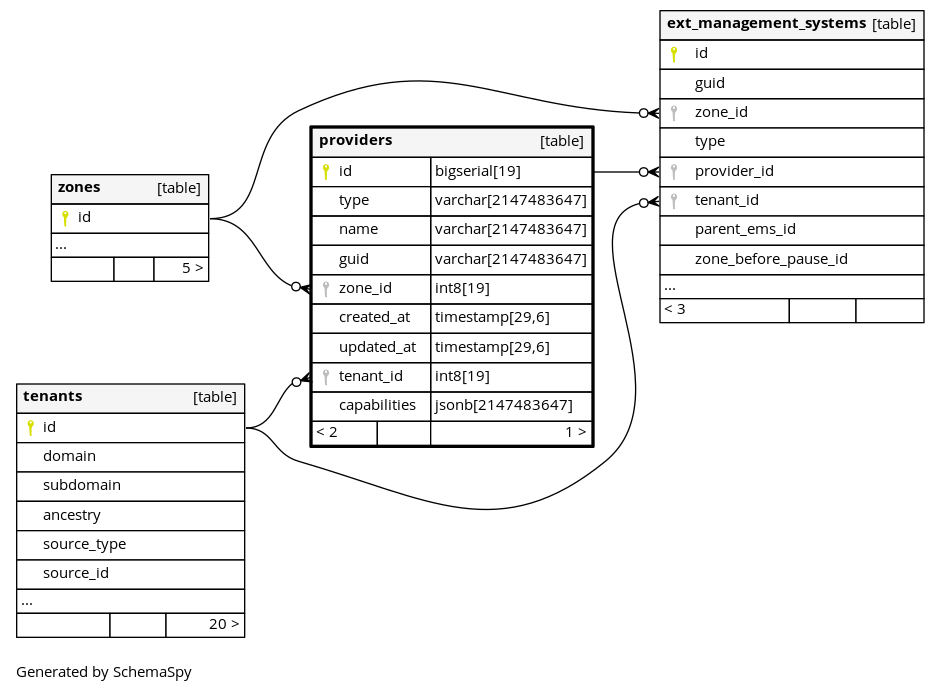 ext_management_systems [table]
id
guid
zone_id
type
provider_id
tenant_id
parent_ems_id
zone_before_pause_id
...
< 3
providers [table]
id bigserial[19]
type varchar[2147483647]
name varchar[2147483647]
guid varchar[2147483647]
zone_id int8[19]
created_at timestamp[29,6]
updated_at timestamp[29,6]
tenant_id int8[19]
capabilities jsonb[2147483647]
< 2 1 >
zones [table]
id
...
5 >
tenants [table]
id
domain
subdomain
ancestry
source_type
source_id
...
20 >
Generated by SchemaSpy